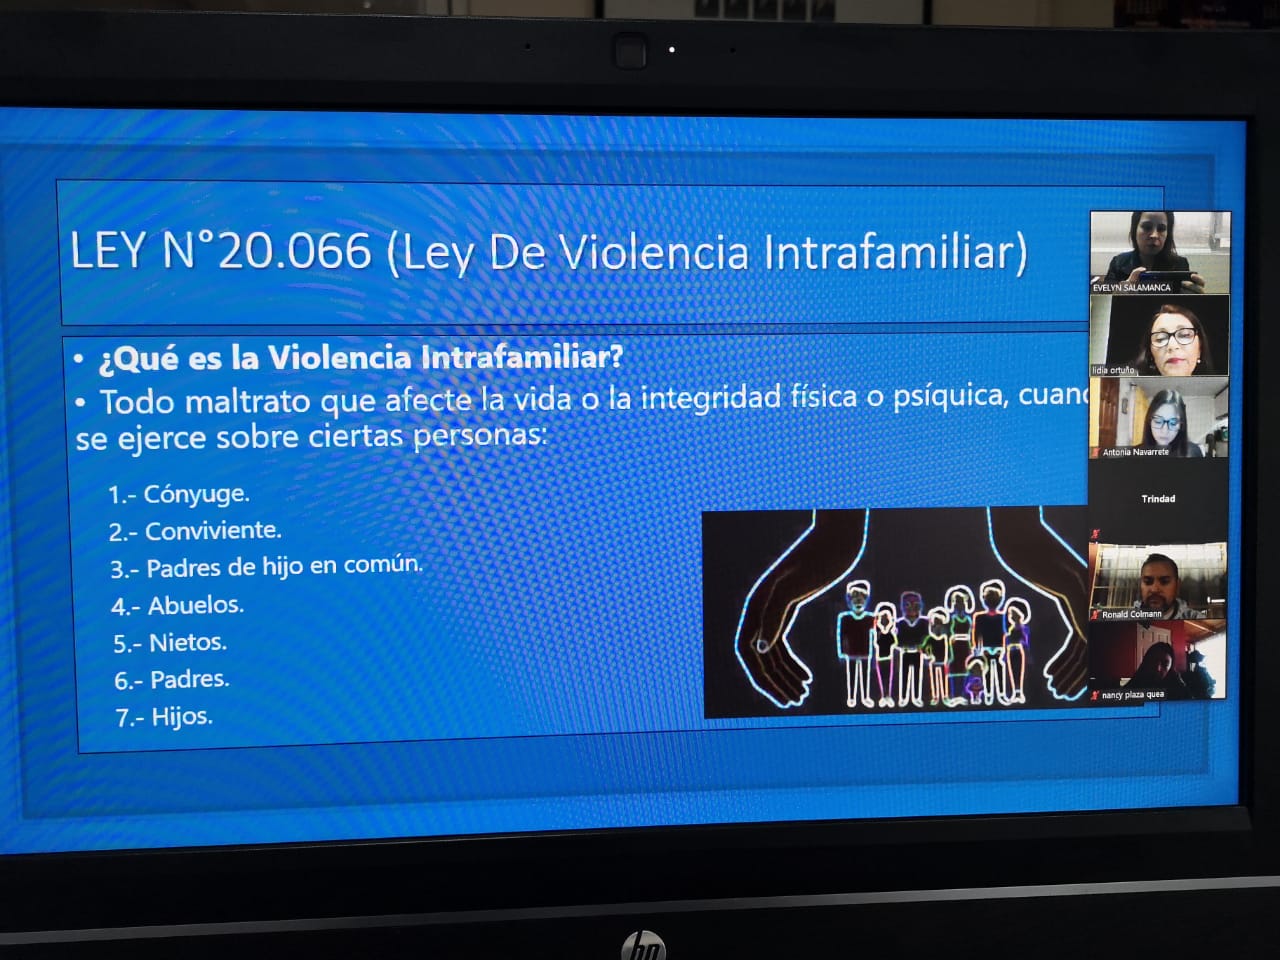 LEY N°20.066 (Ley De Violencia Intrafamiliar)
• ¿Qué es la Violencia Intrafamiliar?
• Todo maltrato que afecte la vida o la integridad física o psíquica,
se ejerce sobre ciertas personas:
1.- Cónyuge.
2.- Conviviente.
3.- Padres de hijo en común.
4.- Abuelos.
5.- Nietos.
6.- Padres.
7.- Hijos.
EVELYN SALAMANCA
lidia ortuño
Antonia Navarrete
Trindad
Ronald Colmann
nancy plaza quea
hp